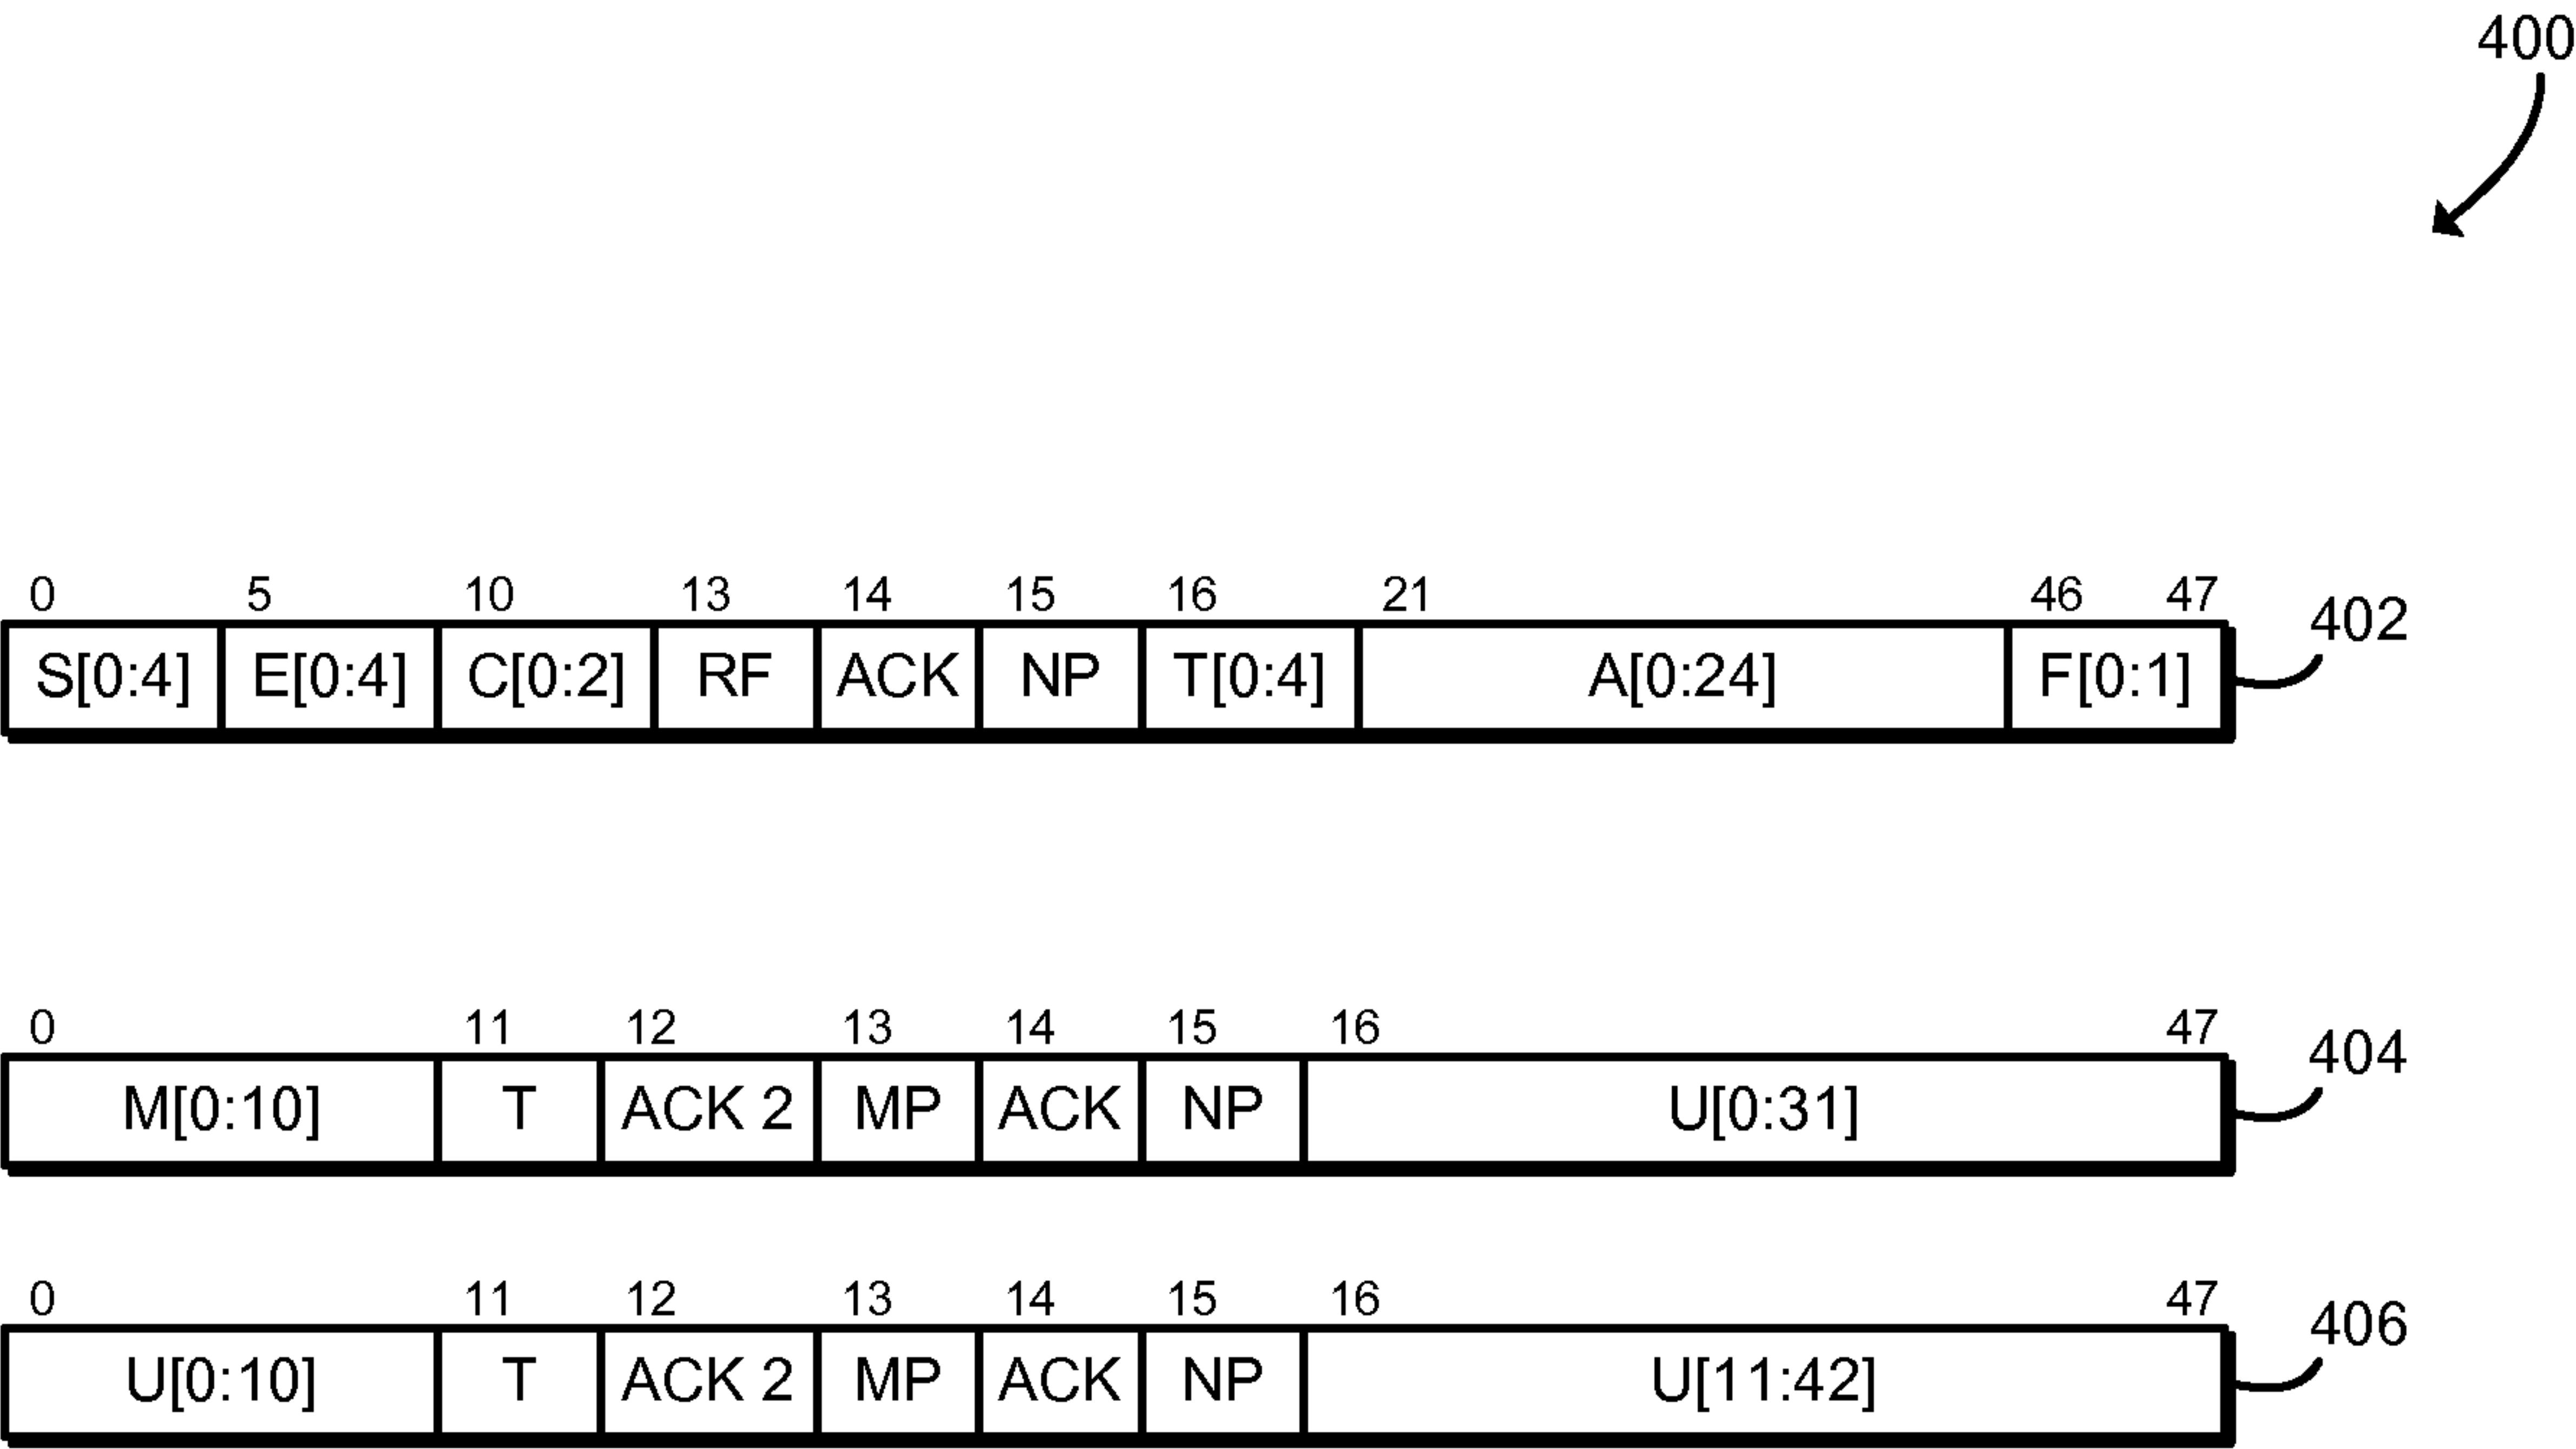 400
0 5 10 13 14 15 16 21 46 47
S[0:4] E[0:4] C[0:2] RF ACK NP T[0:4] A[0:24] F[0:1] 402
0 11 12 13 14 15 16 47
M[0:10] T ACK 2 MP ACK NP U[0:31] 404
0 11 12 13 14 15 16 47
U[0:10] T ACK 2 MP ACK NP U[11:42] 406